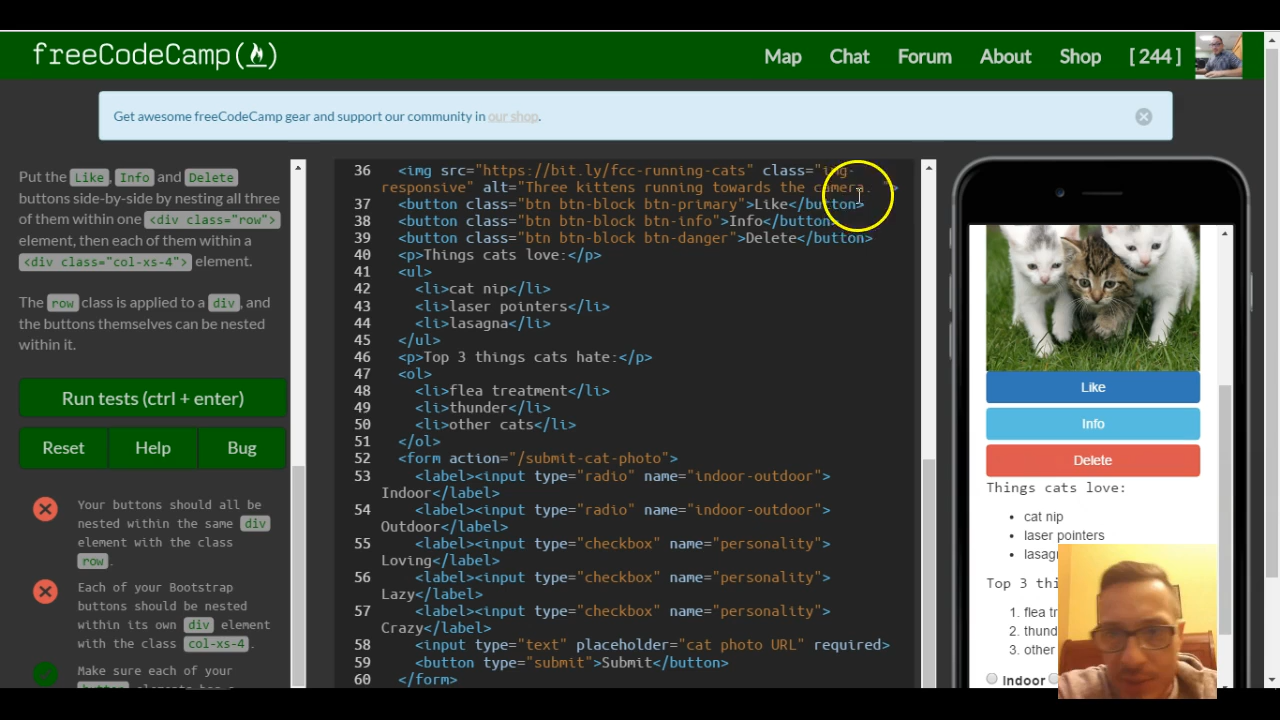 freeCodeCamp(🔥)
Map Chat Forum About Shop [ 244 ]
Get awesome freeCodeCamp gear and support our community in our shop.
Put the Like, Info and Delete
buttons side-by-side by nesting all three
of them within one <div class="row">
element, then each of them within a
<div class="col-xs-4"> element.
The row class is applied to a div, and
the buttons themselves can be nested
within it.
Run tests (ctrl + enter)
Reset Help Bug
Your buttons should all be
nested within the same div
element with the class
row.
Each of your Bootstrap
buttons should be nested
within its own div element
with the class col-xs-4.
Make sure each of your
36 <img src="https://bit.ly/fcc-running-cats" class="img-
responsive" alt="Three kittens running towards the camera. ">
37 <button class="btn btn-block btn-primary">Like</button>
38 <button class="btn btn-block btn-info">Info</button>
39 <button class="btn btn-block btn-danger">Delete</button>
40 <p>Things cats love:</p>
41 <ul>
42 <li>cat nip</li>
43 <li>laser pointers</li>
44 <li>lasagna</li>
45 </ul>
46 <p>Top 3 things cats hate:</p>
47 <ol>
48 <li>flea treatment</li>
49 <li>thunder</li>
50 <li>other cats</li>
51 </ol>
52 <form action="/submit-cat-photo">
53 <label><input type="radio" name="indoor-outdoor">
Indoor</label>
54 <label><input type="radio" name="indoor-outdoor">
Outdoor</label>
55 <label><input type="checkbox" name="personality">
Loving</label>
56 <label><input type="checkbox" name="personality">
Lazy</label>
57 <label><input type="checkbox" name="personality">
Crazy</label>
58 <input type="text" placeholder="cat photo URL" required>
59 <button type="submit">Submit</button>
60 </form>
Like
Info
Delete
Things cats love:
• cat nip
• laser pointers
• lasag
Top 3 thi
1. flea tr
2. thund
3. other
Indoor